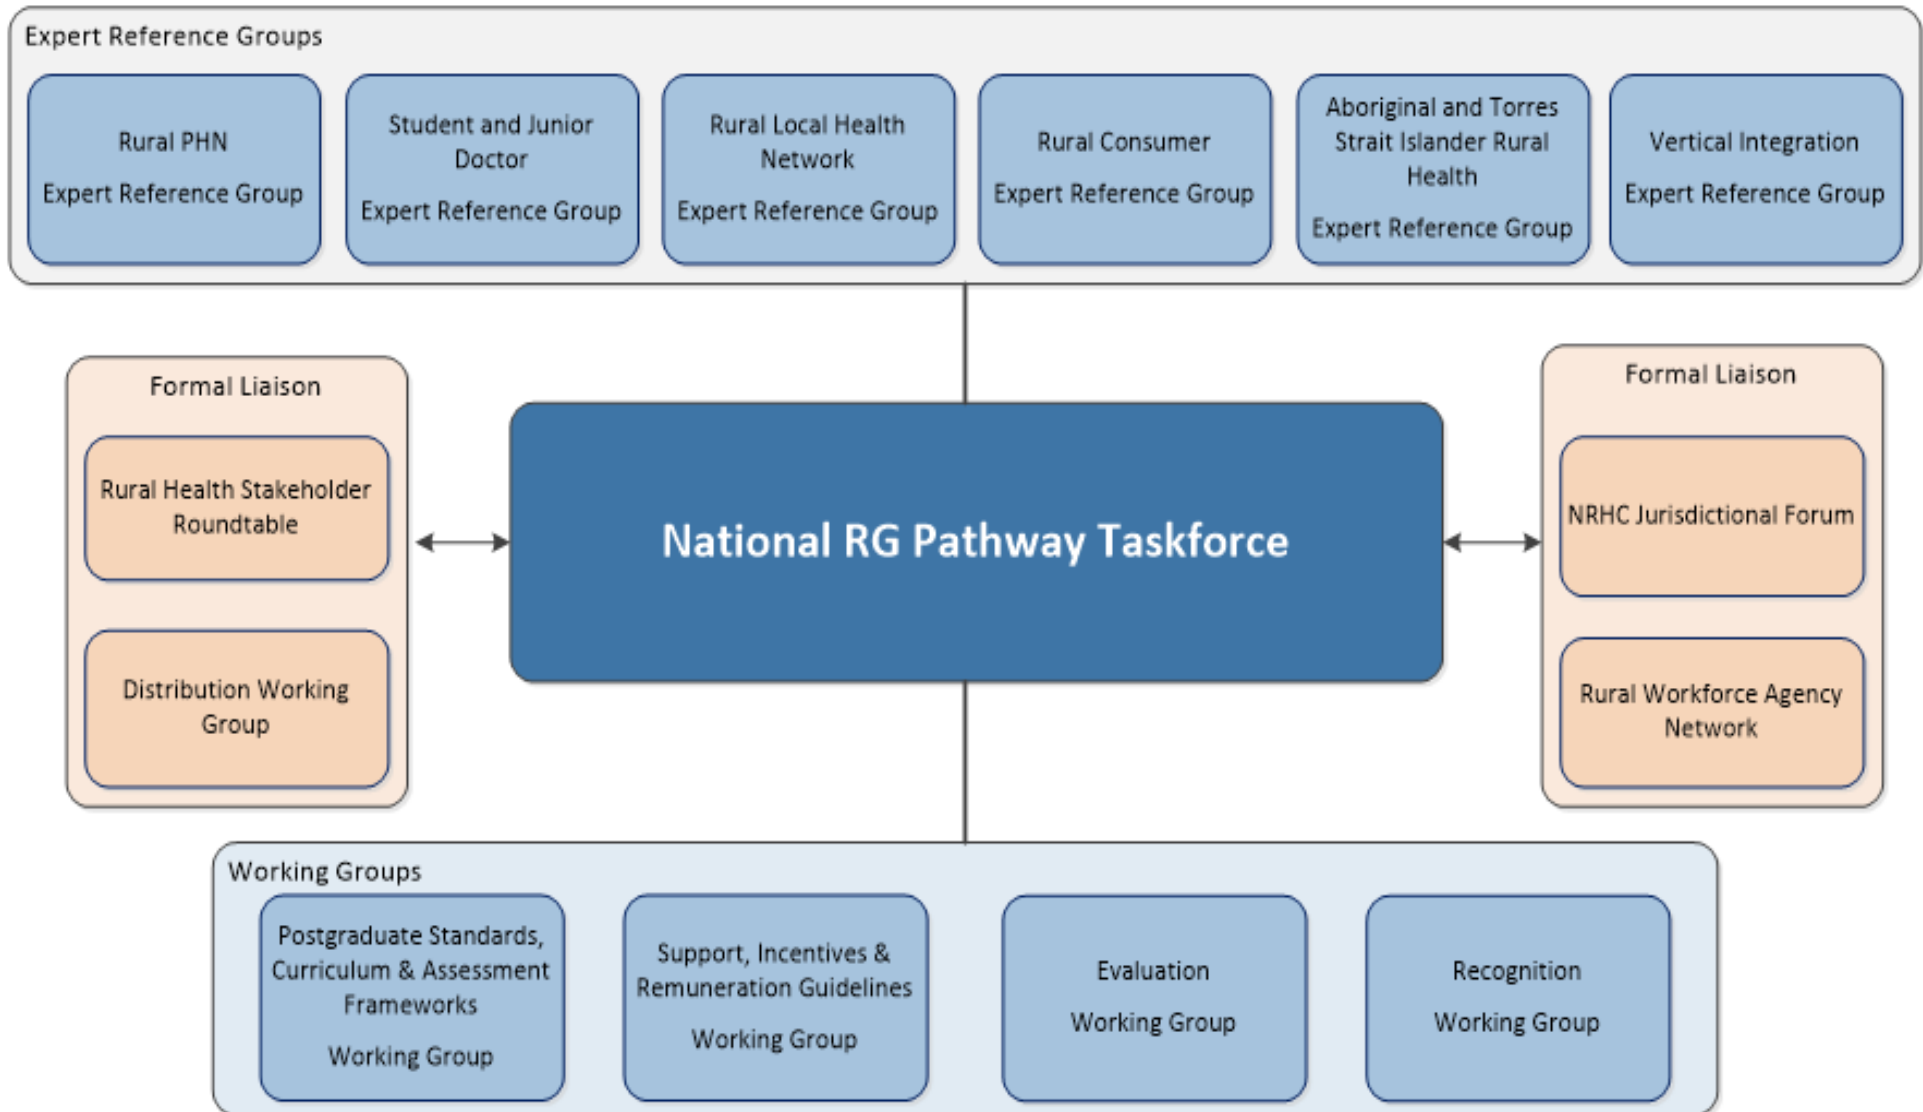 Expert Reference Groups
Rural PHN
Expert Reference Group
Student and Junior
Doctor
Expert Reference Group
Rural Local Health
Network
Expert Reference Group
Rural Consumer
Expert Reference Group
Aboriginal and Torres
Strait Islander Rural
Health
Expert Reference Group
Vertical Integration
Expert Reference Group
Formal Liaison
Rural Health Stakeholder
Roundtable
Distribution Working
Group
National RG Pathway Taskforce
Formal Liaison
NRHC Jurisdictional Forum
Rural Workforce Agency
Network
Working Groups
Postgraduate Standards,
Curriculum & Assessment
Frameworks
Working Group
Support, Incentives &
Remuneration Guidelines
Working Group
Evaluation
Working Group
Recognition
Working Group